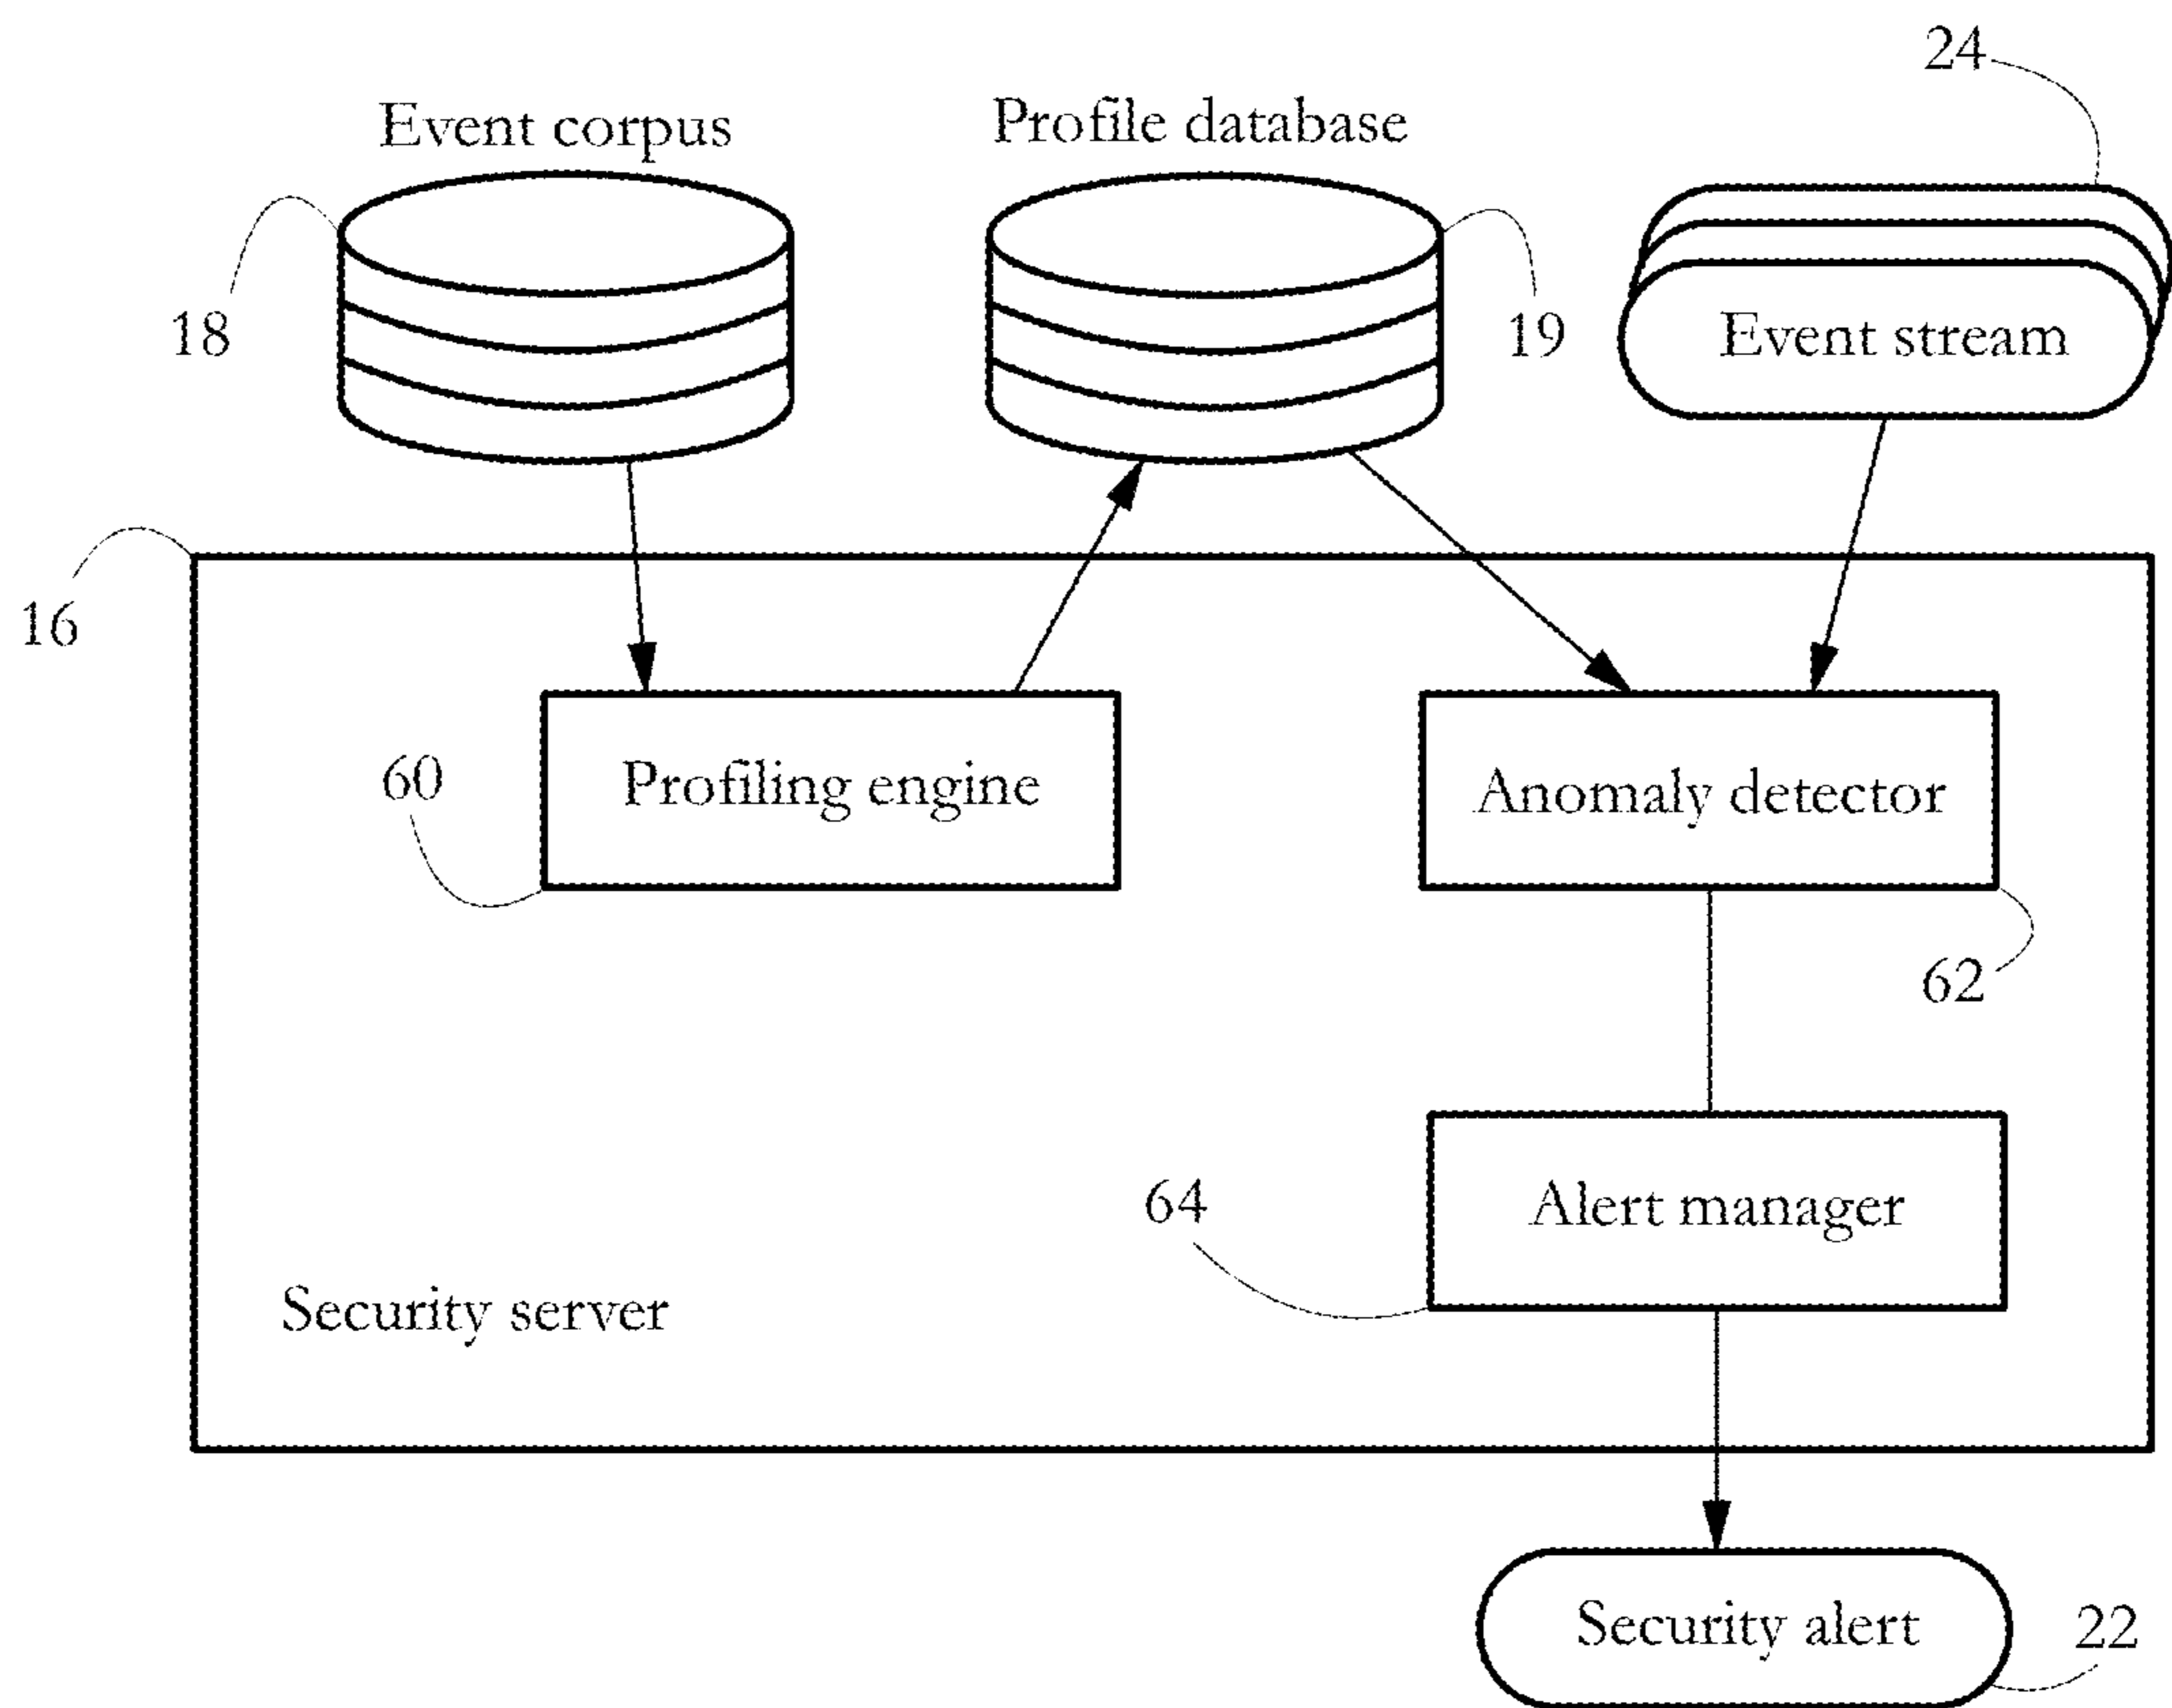 24
Event corpus
Profile database
18
19
Event stream
16
60
Profiling engine
Anomaly detector
62
64
Alert manager
Security server
Security alert
22